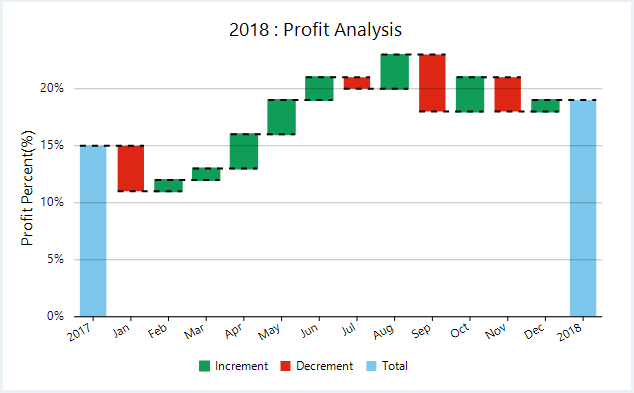 2018 : Profit Analysis
Profit Percent(%)
20%
15%
10%
5%
0%
2017 Jan Feb Mar Apr May Jun Jul Aug Sep Oct Nov Dec 2018
Increment Decrement Total